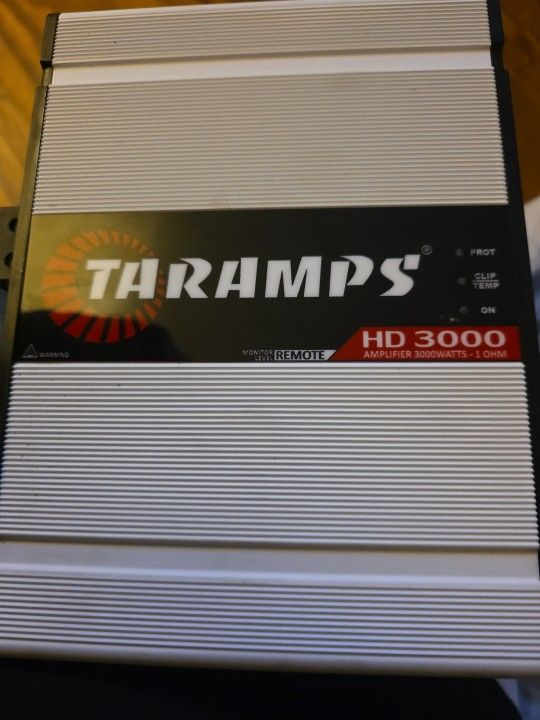 TARAMPS®
PROT
CLIP
TEMP
ON
WARNING
MONITOR
LEVEL REMOTE
HD 3000
AMPLIFIER 3000WATTS - 1 OHM